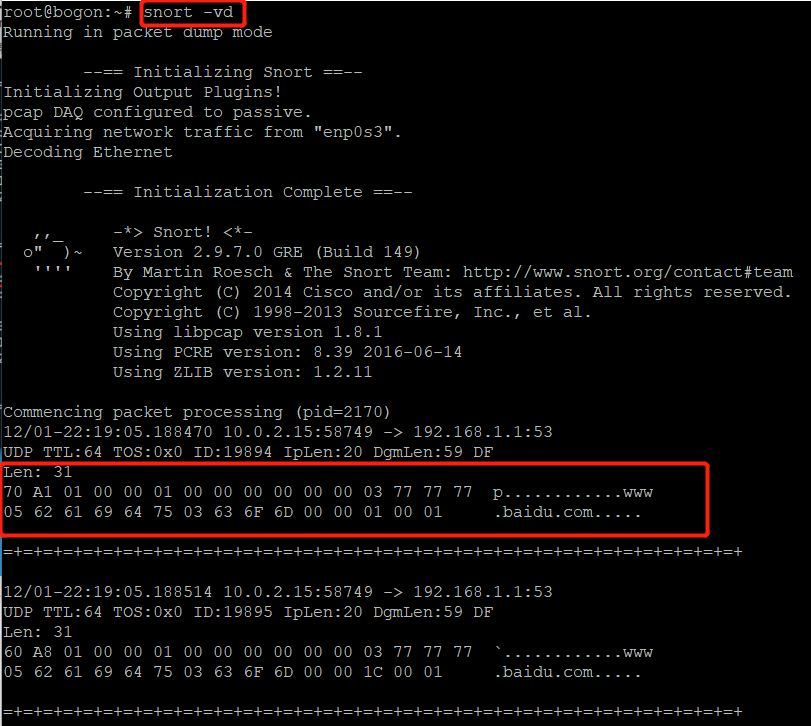 root@bogon:~# snort -vd
Running in packet dump mode
--== Initializing Snort ==--
Initializing Output Plugins!
pcap DAQ configured to passive.
Acquiring network traffic from "enp0s3".
Decoding Ethernet
--== Initialization Complete ==--
,,_ -*> Snort! <*-
o" )~ Version 2.9.7.0 GRE (Build 149)
'''' By Martin Roesch & The Snort Team: http://www.snort.org/contact#team
Copyright (C) 2014 Cisco and/or its affiliates. All rights reserved.
Copyright (C) 1998-2013 Sourcefire, Inc., et al.
Using libpcap version 1.8.1
Using PCRE version: 8.39 2016-06-14
Using ZLIB version: 1.2.11
Commencing packet processing (pid=2170)
12/01-22:19:05.188470 10.0.2.15:58749 -> 192.168.1.1:53
UDP TTL:64 TOS:0x0 ID:19894 IpLen:20 DgmLen:59 DF
Len: 31
70 A1 01 00 00 01 00 00 00 00 00 00 03 77 77 77  p............www
05 62 61 69 64 75 03 63 6F 6D 00 00 01 00 01     .baidu.com.....
=+=+=+=+=+=+=+=+=+=+=+=+=+=+=+=+=+=+=+=+=+=+=+=+=+=+=+=+=+=+=+=+=+=+=+=+=+
12/01-22:19:05.188514 10.0.2.15:58749 -> 192.168.1.1:53
UDP TTL:64 TOS:0x0 ID:19895 IpLen:20 DgmLen:59 DF
Len: 31
60 A8 01 00 00 01 00 00 00 00 00 00 03 77 77 77  `............www
05 62 61 69 64 75 03 63 6F 6D 00 00 1C 00 01     .baidu.com.....
=+=+=+=+=+=+=+=+=+=+=+=+=+=+=+=+=+=+=+=+=+=+=+=+=+=+=+=+=+=+=+=+=+=+=+=+=+